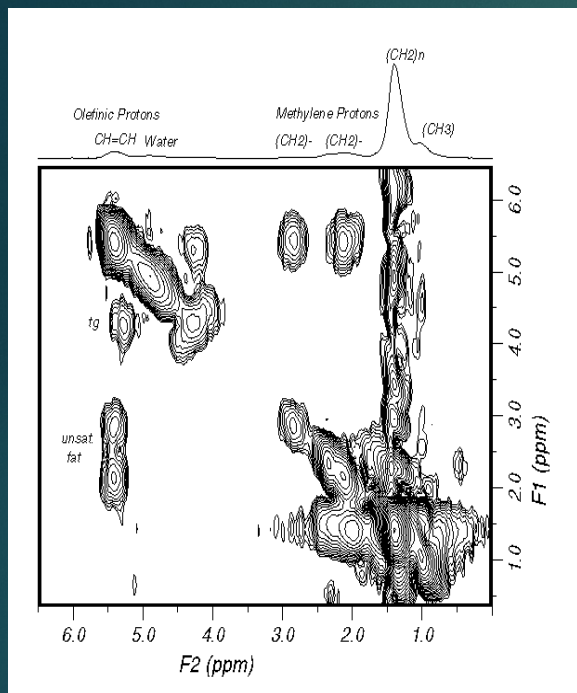 (CH2)n
Olefinic Protons
Methylene Protons
(CH3)
CH=CH Water
(CH2)- (CH2)-
6.0
5.0
tg
4.0
3.0
unsat.
fat
2.0
F1 (ppm)
1.0
6.0 5.0 4.0 3.0 2.0 1.0
F2 (ppm)